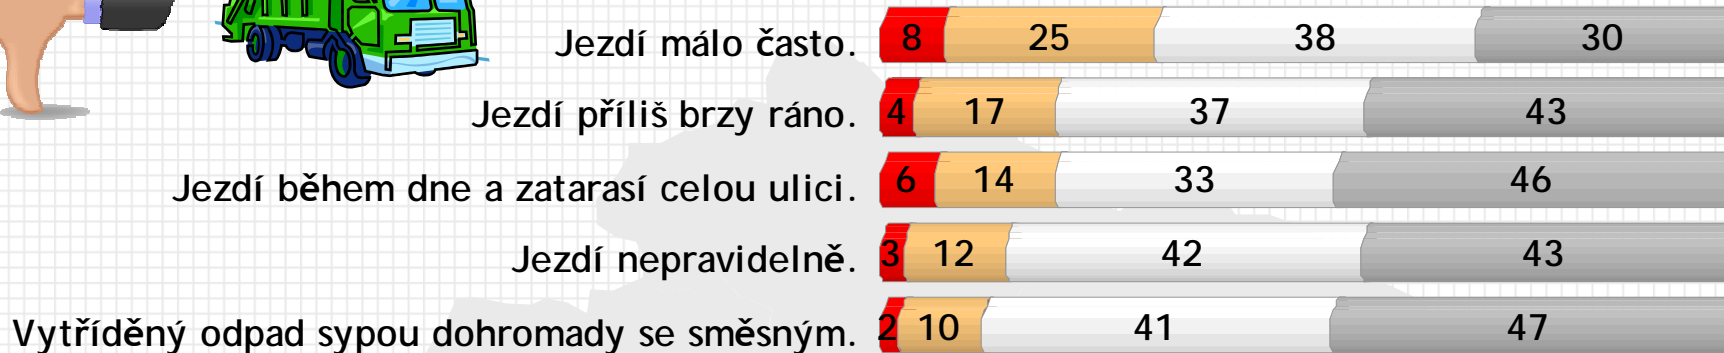 Jezdí málo často. 8 25 38 30
Jezdí příliš brzy ráno. 4 17 37 43
Jezdí během dne a zatarasí celou ulici. 6 14 33 46
Jezdí nepravidelně. 3 12 42 43
Vytříděný odpad sypou dohromady se směsným. 2 10 41 47